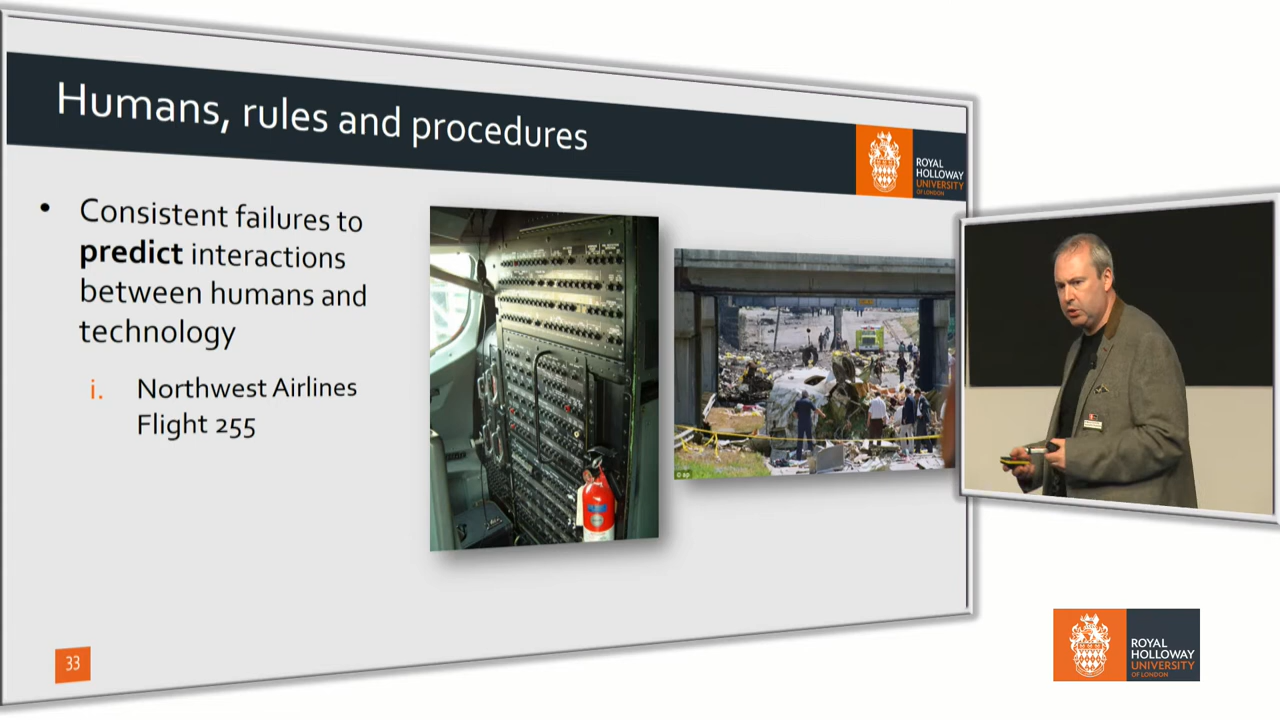 Humans, rules and procedures
ROYAL
HOLLOWAY
UNIVERSITY
OF LONDON
• Consistent failures to
predict interactions
between humans and
technology
i. Northwest Airlines
Flight 255
© ap
33
ROYAL
HOLLOWAY
UNIVERSITY
OF LONDON